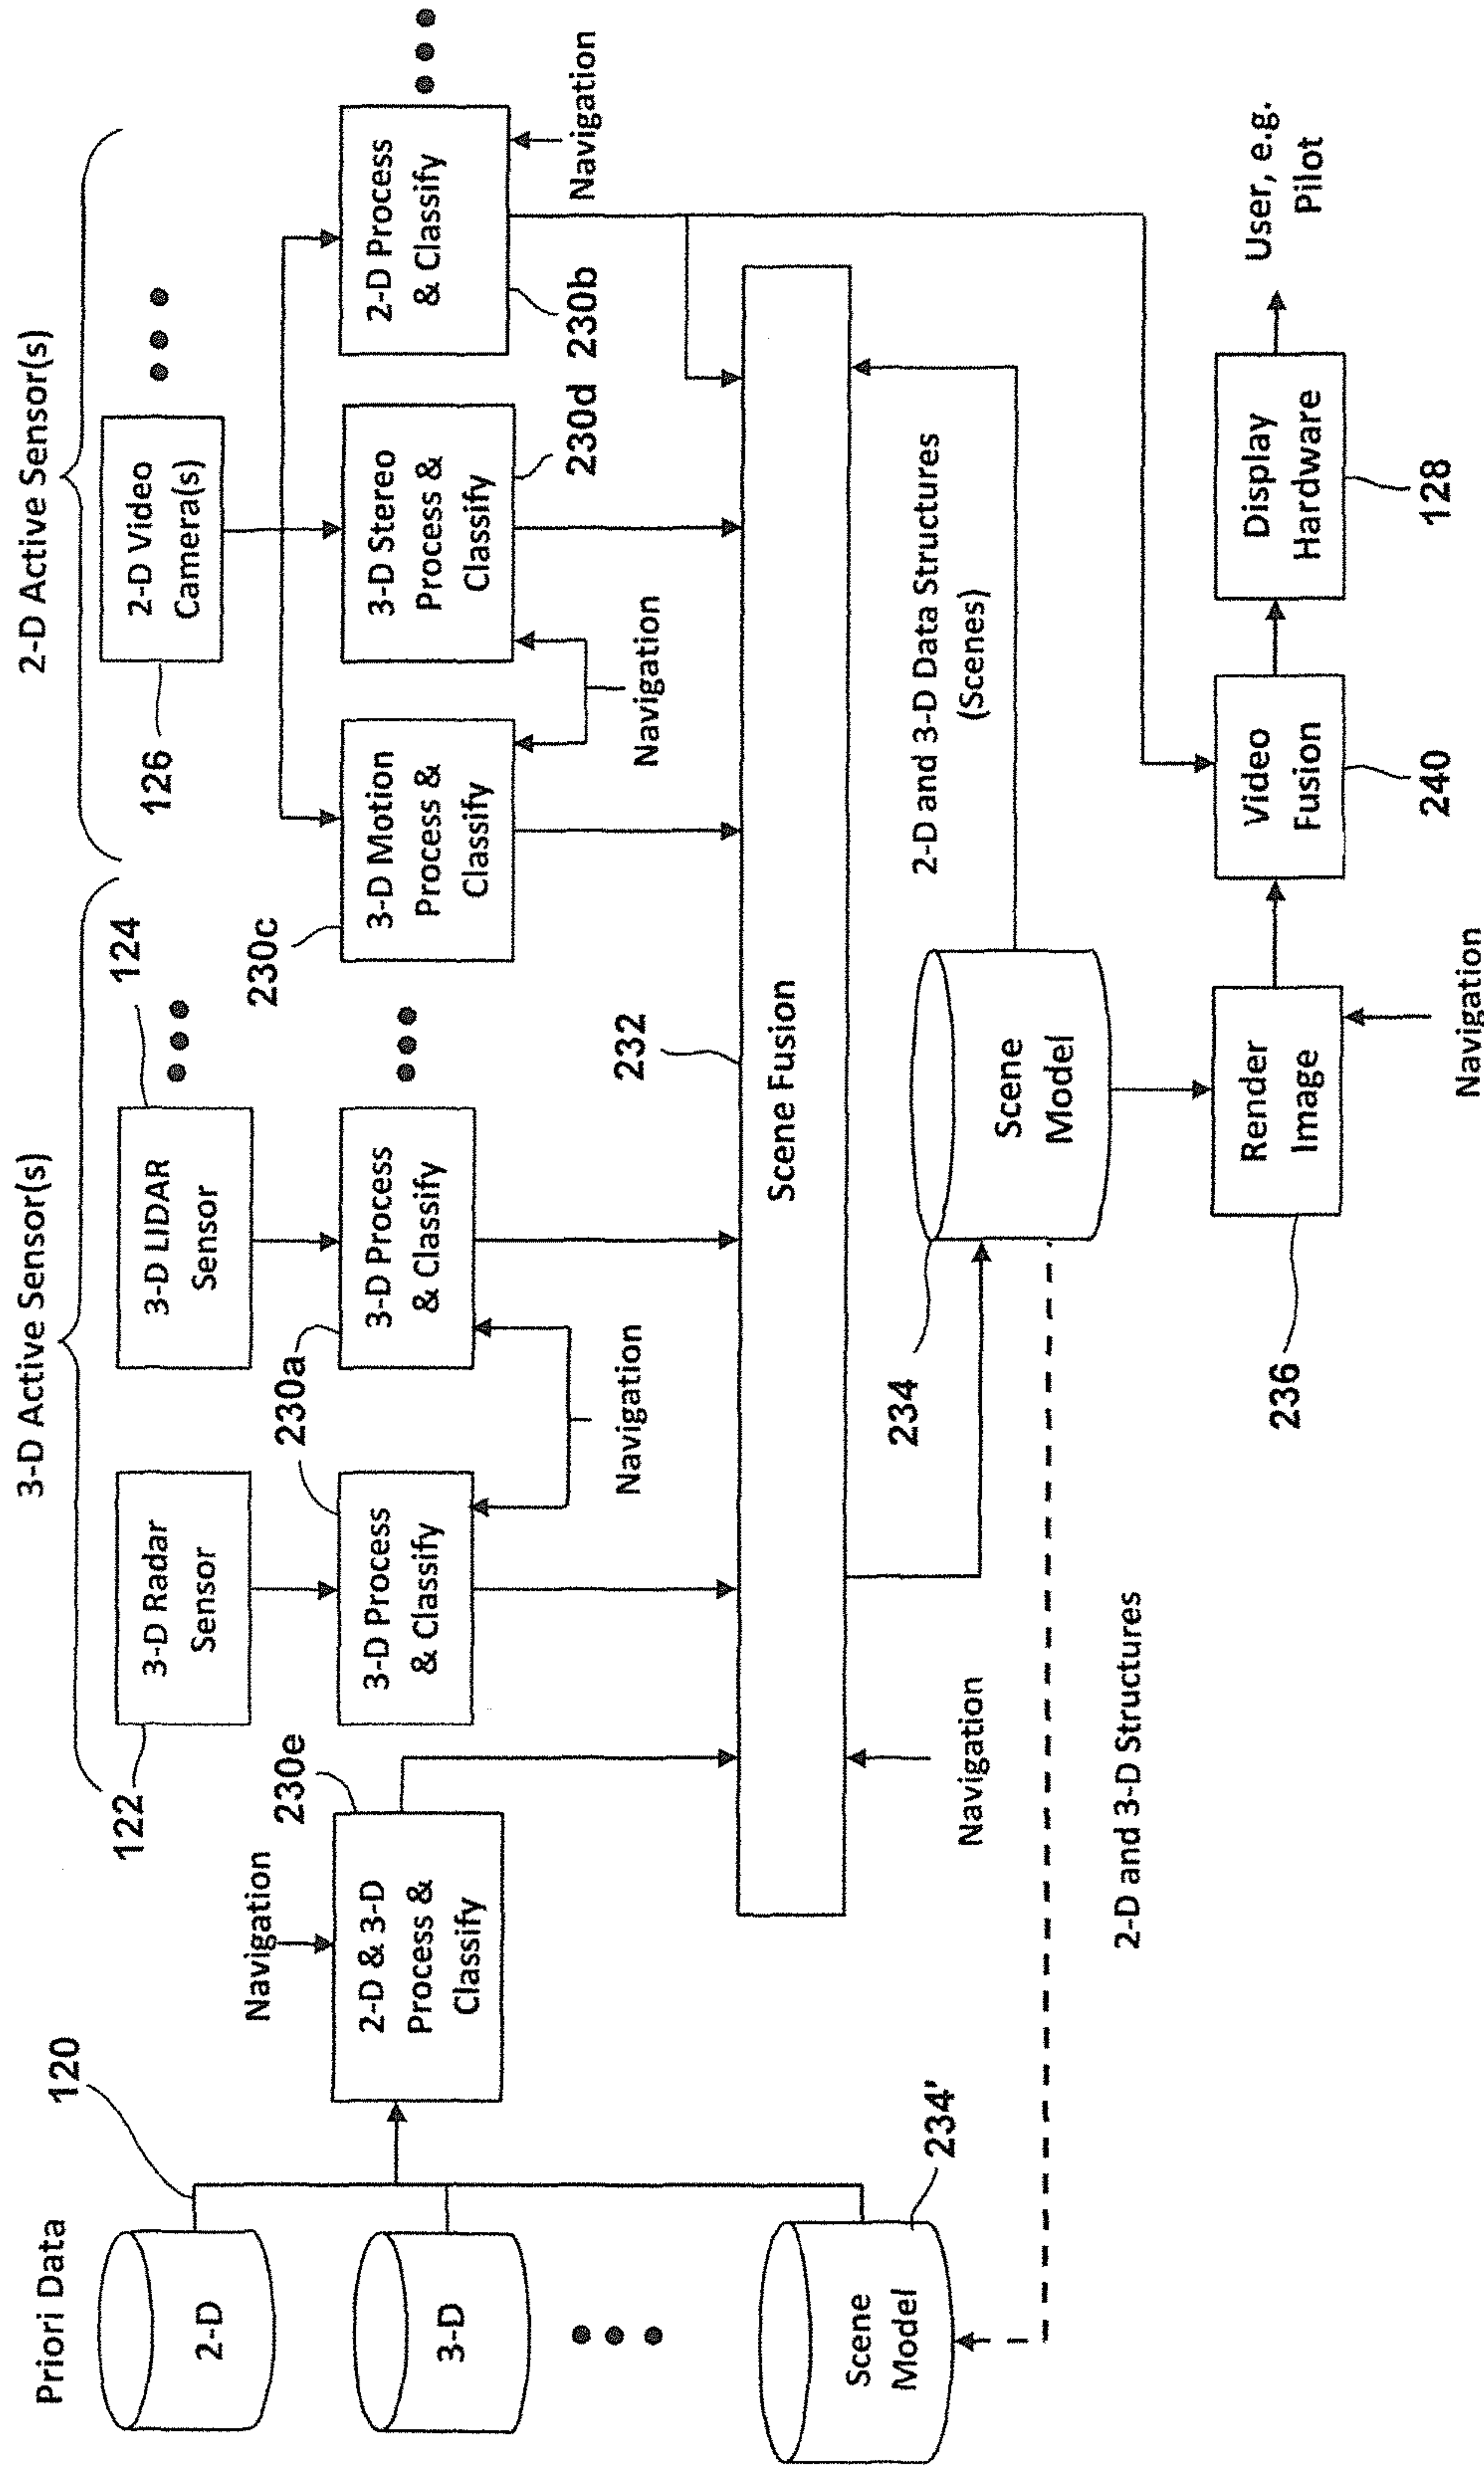 Priori Data
3-D Active Sensor(s)
2-D Active Sensor(s)
120
2-D
3-D
Scene
Model
234'
Navigation
2-D & 3-D
Process &
Classify
230e
122
3-D Radar
Sensor
3-D LIDAR
Sensor
124
126
2-D Video
Camera(s)
3-D Process
& Classify
230a
3-D Process
& Classify
Navigation
230c
3-D Motion
Process &
Classify
3-D Stereo
Process &
Classify
230d
Navigation
2-D Process
& Classify
230b
Navigation
232
Scene Fusion
Navigation
234
Scene
Model
2-D and 3-D Data Structures
(Scenes)
2-D and 3-D Structures
236
Render
Image
Navigation
Video
Fusion
240
Display
Hardware
128
User, e.g.
Pilot